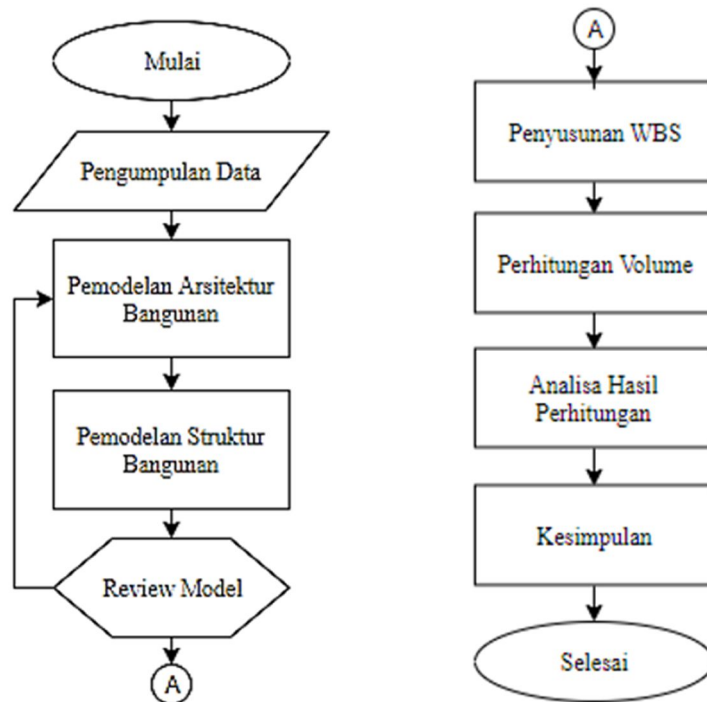 Mulai
Pengumpulan Data
Pemodelan Arsitektur
Bangunan
Pemodelan Struktur
Bangunan
Review Model
A
A
Penyusunan WBS
Perhitungan Volume
Analisa Hasil
Perhitungan
Kesimpulan
Selesai